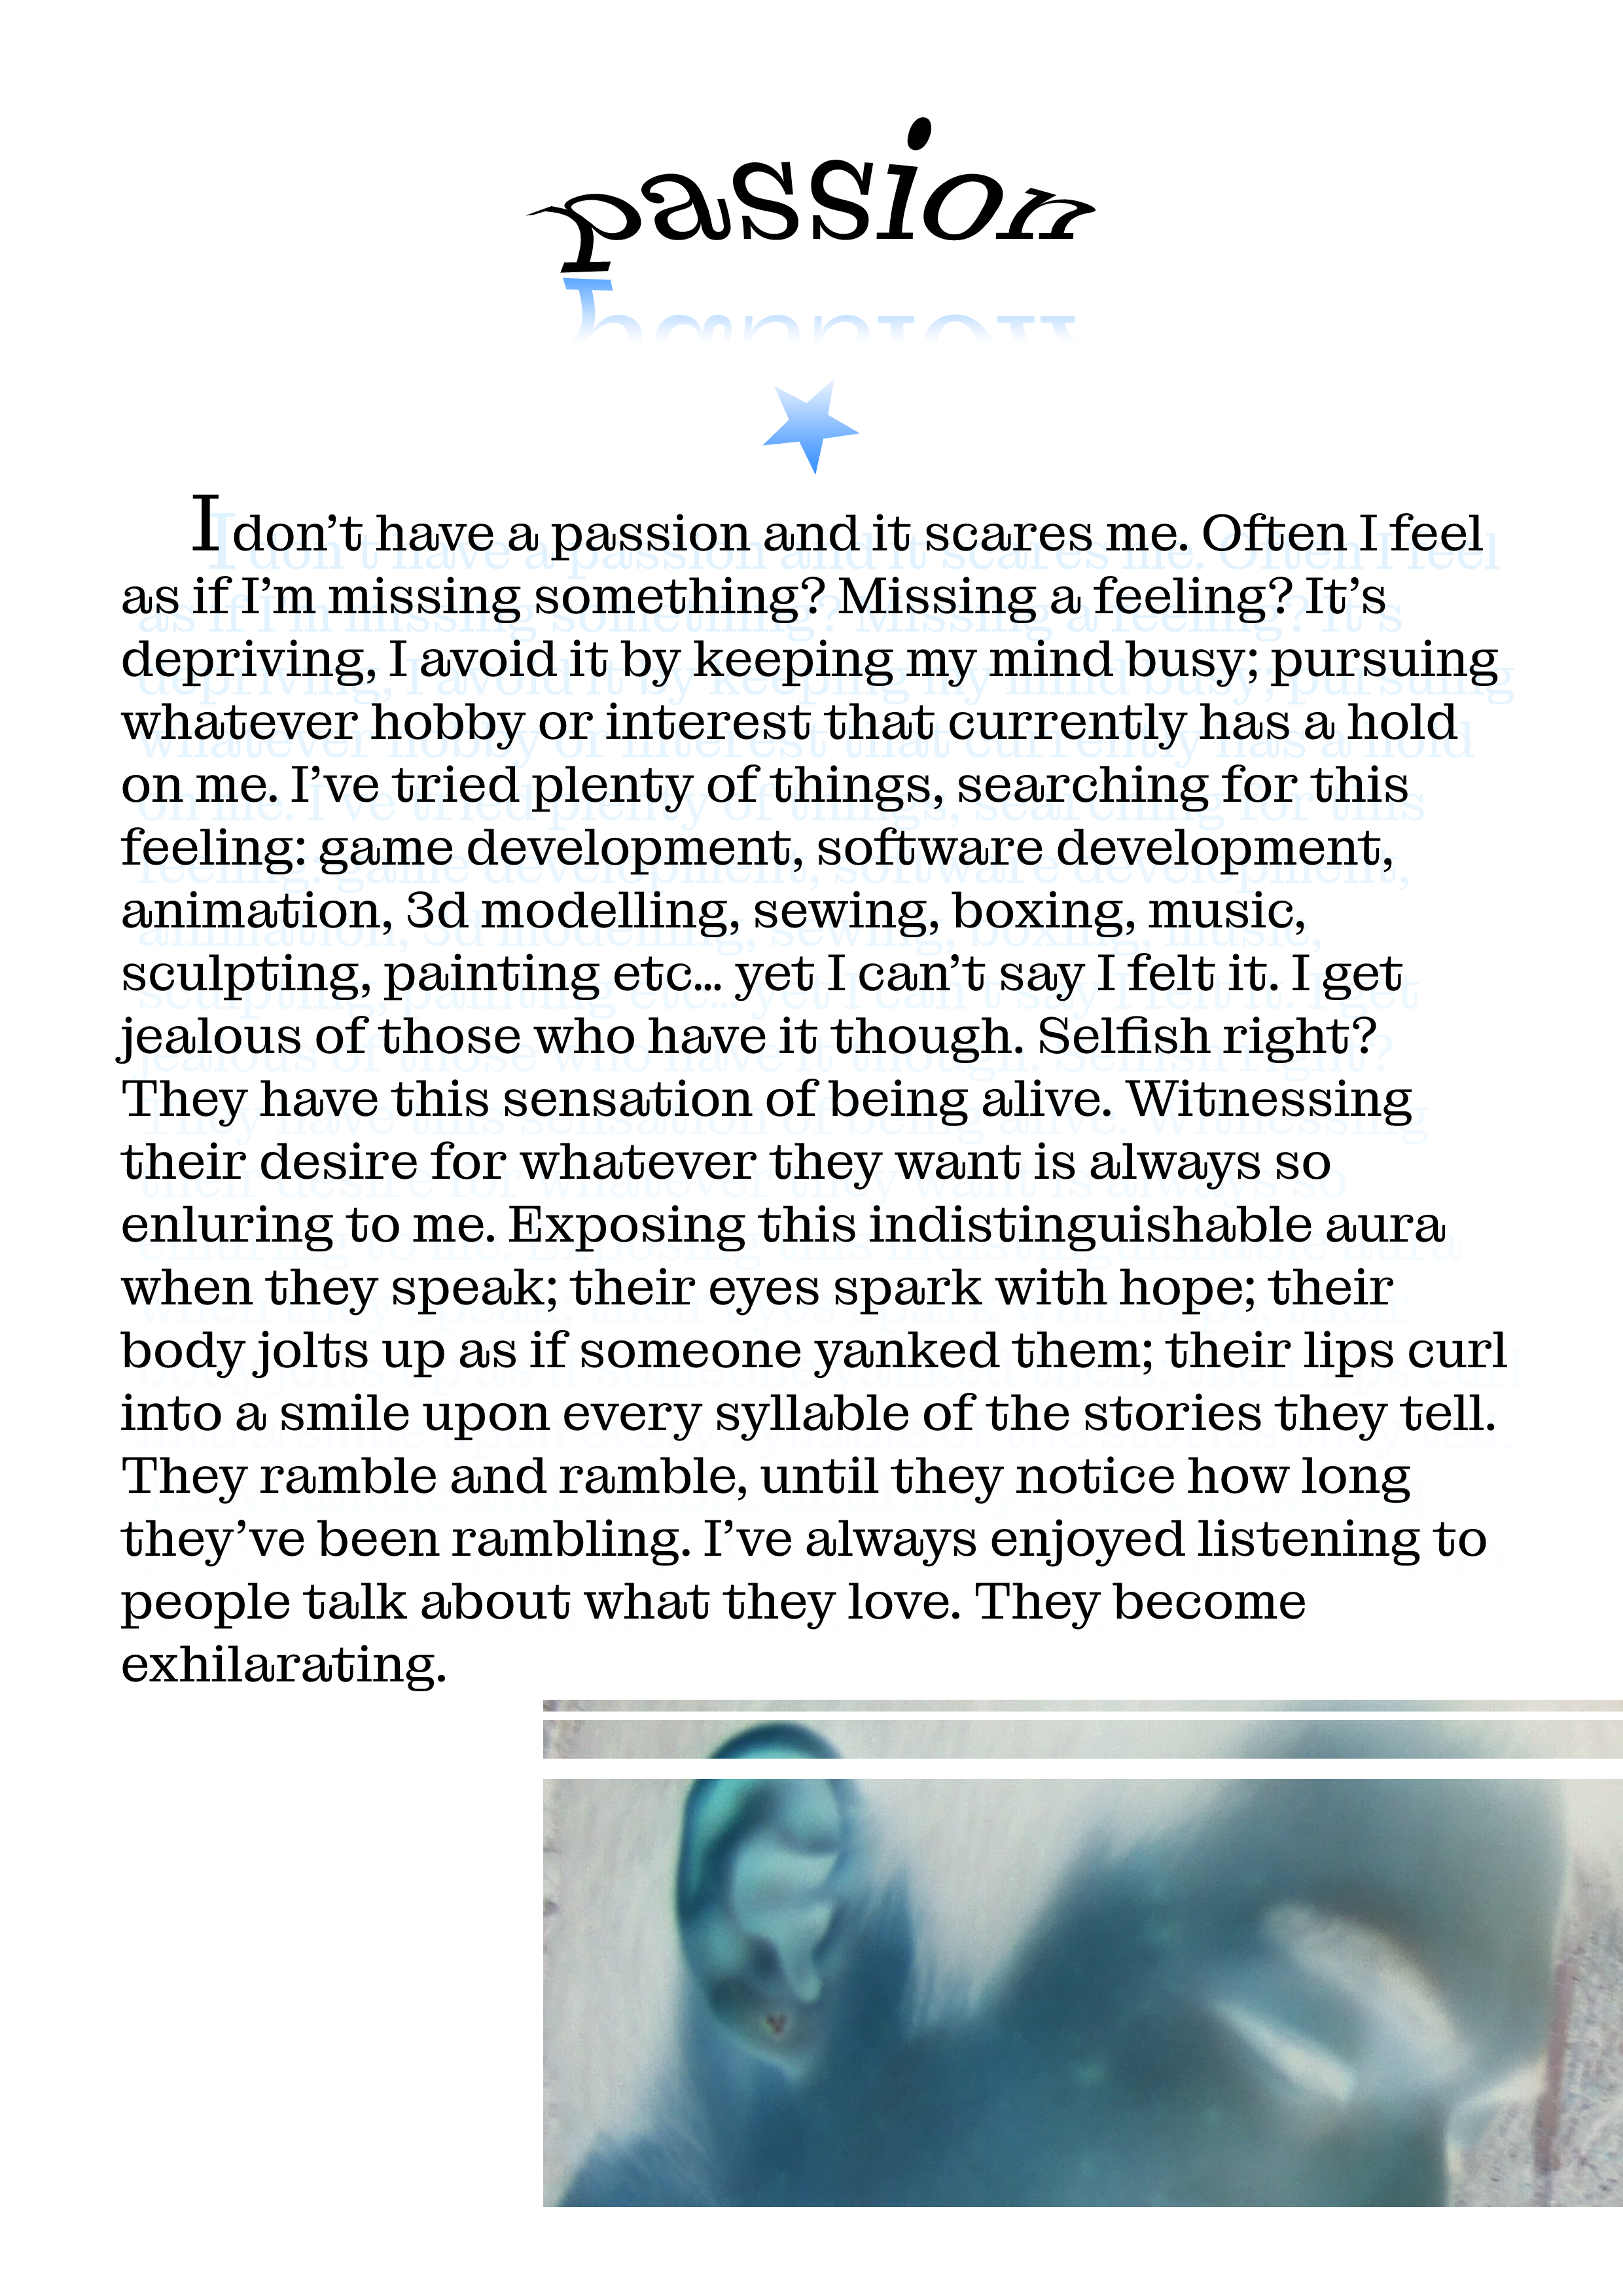 passion
I don’t have a passion and it scares me. Often I feel
as if I’m missing something? Missing a feeling? It’s
depriving, I avoid it by keeping my mind busy; pursuing
whatever hobby or interest that currently has a hold
on me. I’ve tried plenty of things, searching for this
feeling: game development, software development,
animation, 3d modelling, sewing, boxing, music,
sculpting, painting etc... yet I can’t say I felt it. I get
jealous of those who have it though. Selfish right?
They have this sensation of being alive. Witnessing
their desire for whatever they want is always so
enluring to me. Exposing this indistinguishable aura
when they speak; their eyes spark with hope; their
body jolts up as if someone yanked them; their lips curl
into a smile upon every syllable of the stories they tell.
They ramble and ramble, until they notice how long
they’ve been rambling. I’ve always enjoyed listening to
people talk about what they love. They become
exhilarating.